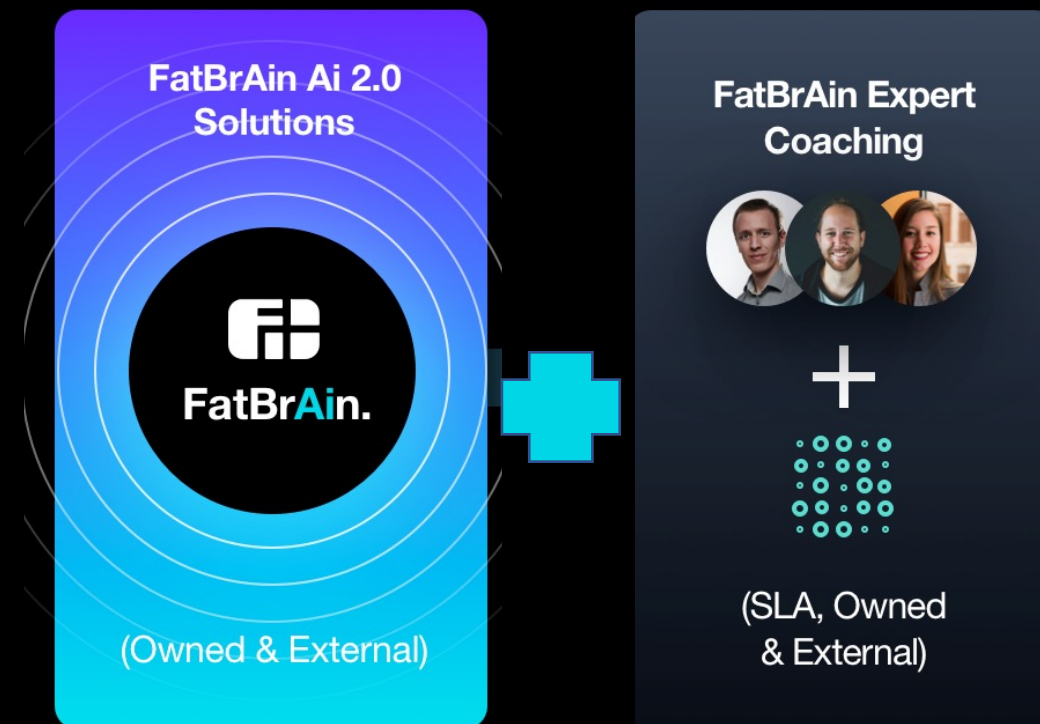 FatBrAin Ai 2.0
Solutions
FatBrAin.
(Owned & External)
FatBrAin Expert
Coaching
(SLA, Owned
& External)